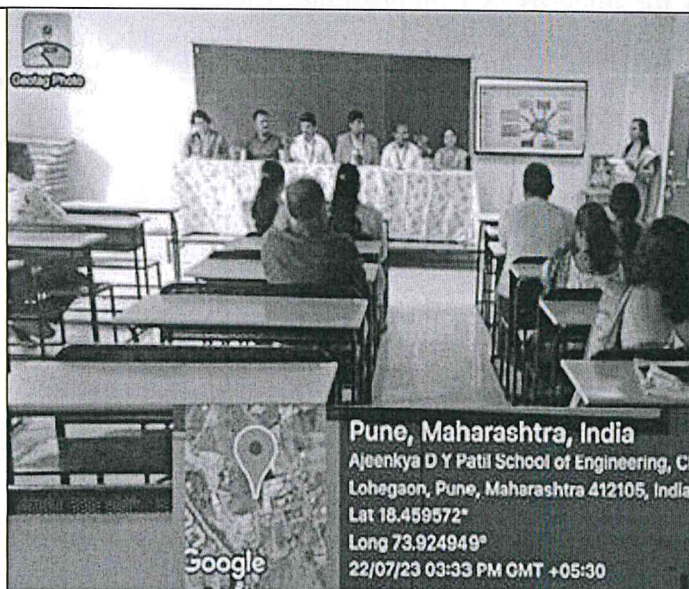 Geotag Photo
Pune, Maharashtra, India
Ajeenkya D Y Patil School of Engineering, C
Lohegaon, Pune, Maharashtra 412105, India
Lat 18.459572°
Long 73.924949°
22/07/23 03:33 PM GMT +05:30
Google